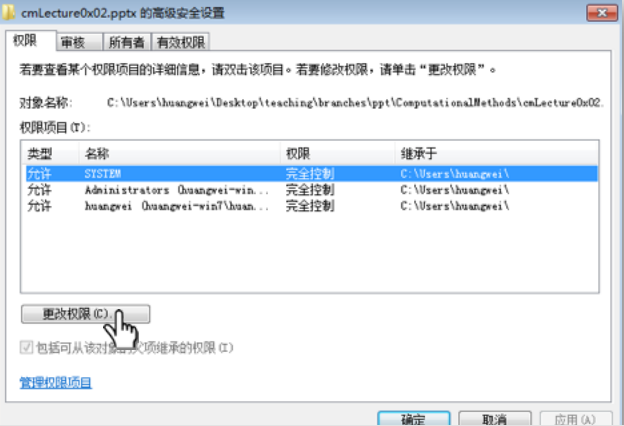 cmLecture0x02.pptx 的高级安全设置
权限 审核 所有者 有效权限
若要查看某个权限项目的详细信息，请双击该项目。若要修改权限，请单击“更改权限”。
对象名称: C:\Users\huangwei\Desktop\teaching\branches\ppt\ComputationalMethods\cmLecture0x02.
权限项目(T):
类型 名称 权限 继承于
允许 SYSTEM 完全控制 C:\Users\huangwei\
允许 Administrators (huangwei-win... 完全控制 C:\Users\huangwei\
允许 huangwei (huangwei-win7\huan... 完全控制 C:\Users\huangwei\
更改权限(C)...
包括可从该对象的父项继承的权限(I)
管理权限项目
确定 取消 应用(A)